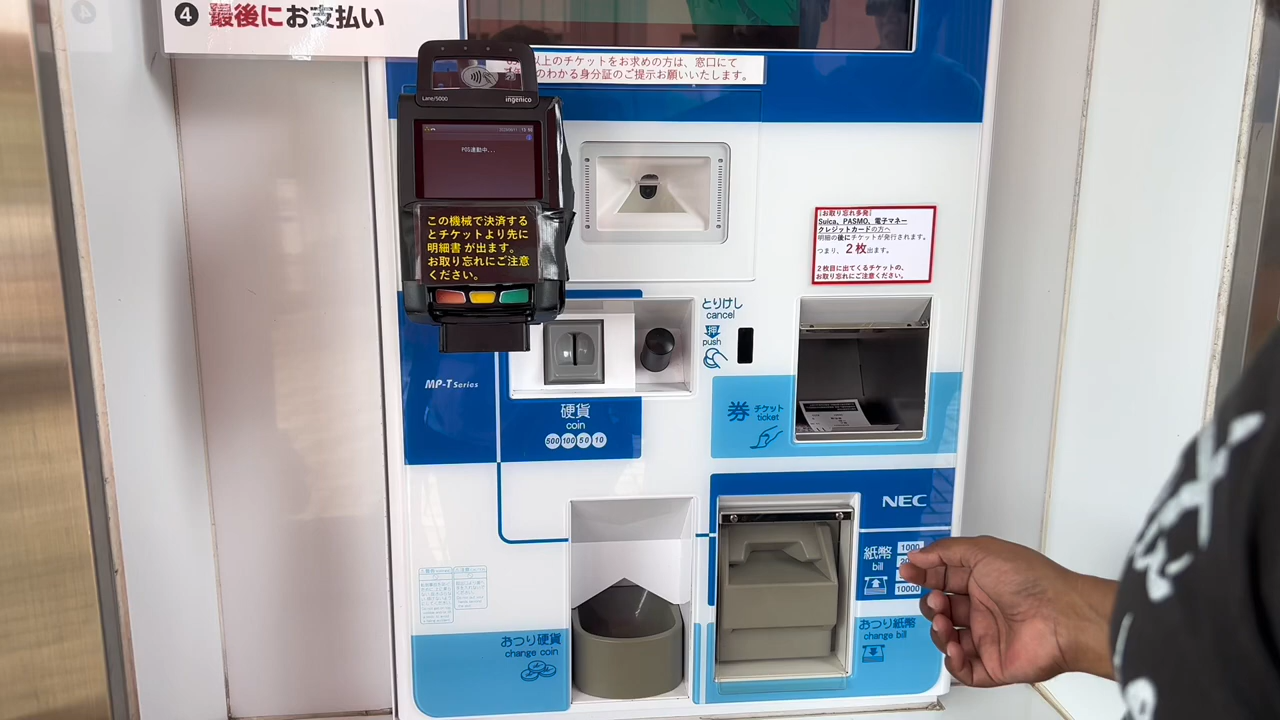 ④ 最後にお支払い
以上のチケットをお求めの方は、窓口にて
のわかる身分証のご提示お願いいたします。
Lane/5000
ingenico
POS連動中...
この機械で決済する
とチケットより先に
明細書 が出ます。
お取り忘れにご注意
ください。
【お取り忘れ多発】
Suica、PASMO、電子マネー
クレジットカードの方へ
明細の後にチケットが発行されます。
つまり、2枚出ます。
2枚目に出てくるチケットの、
お取り忘れにご注意ください。
とりけし
cancel
押
push
MP-T Series
硬貨
coin
500 100 50 10
券 チケット
ticket
NEC
紙幣
bill
1000
10000
おつり硬貨
change coin
おつり紙幣
change bill